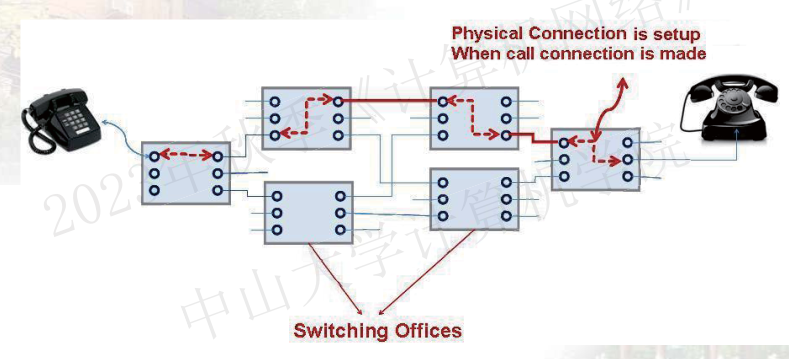 Physical Connection is setup
When call connection is made
Switching Offices
2023年秋季《计算机网络》
中山大学计算机学院